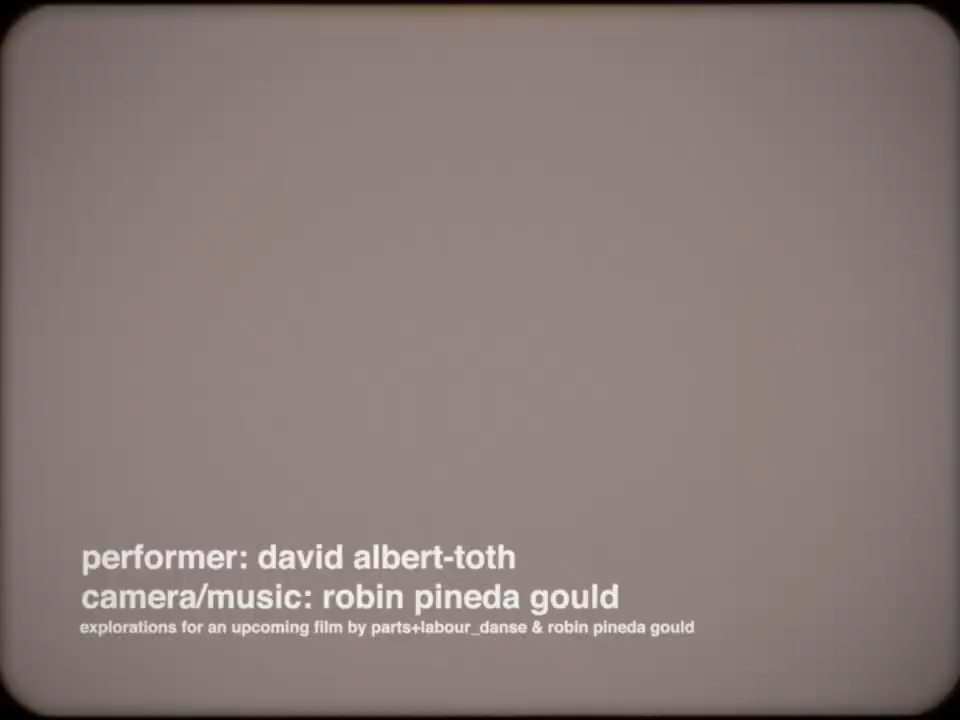 performer: david albert-toth
camera/music: robin pineda gould
explorations for an upcoming film by parts+labour_danse & robin pineda gould